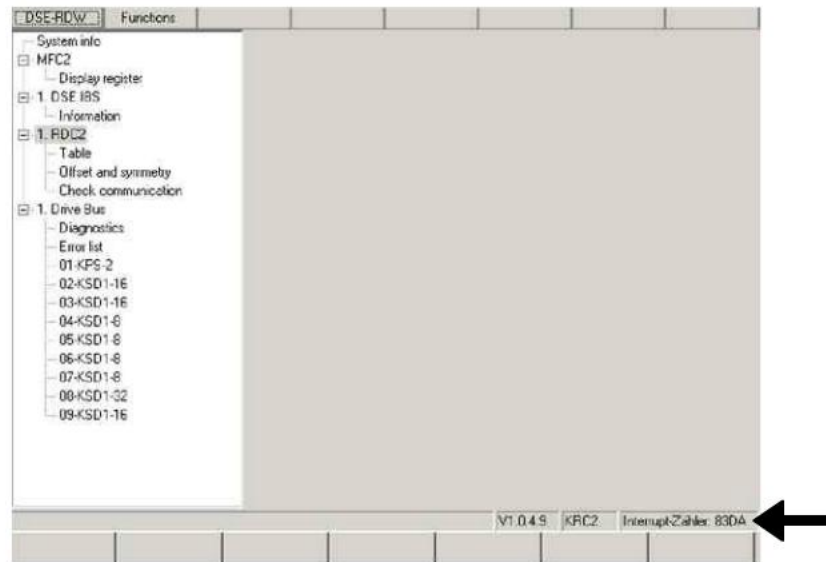 DSE-RDW Functions
System info
MFC2
Display register
1. DSE IBS
Information
1. RDC2
Table
Offset and symmetry
Check communication
1. Drive Bus
Diagnostics
Error list
01-KPS-2
02-KSD1-16
03-KSD1-16
04-KSD1-8
05-KSD1-8
06-KSD1-8
07-KSD1-8
08-KSD1-32
09-KSD1-16
V1.0.4.9 KRC2 Interrupt-Zähler: 83DA